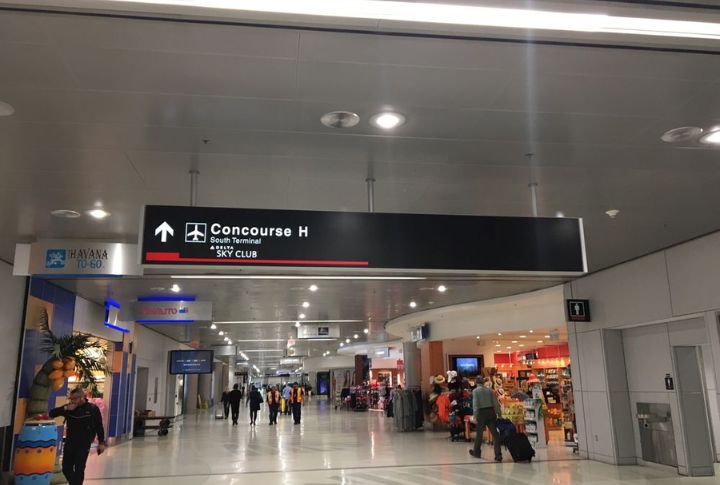 Concourse H
South Terminal
DELTA
SKY CLUB
HAVANA
TO-GO